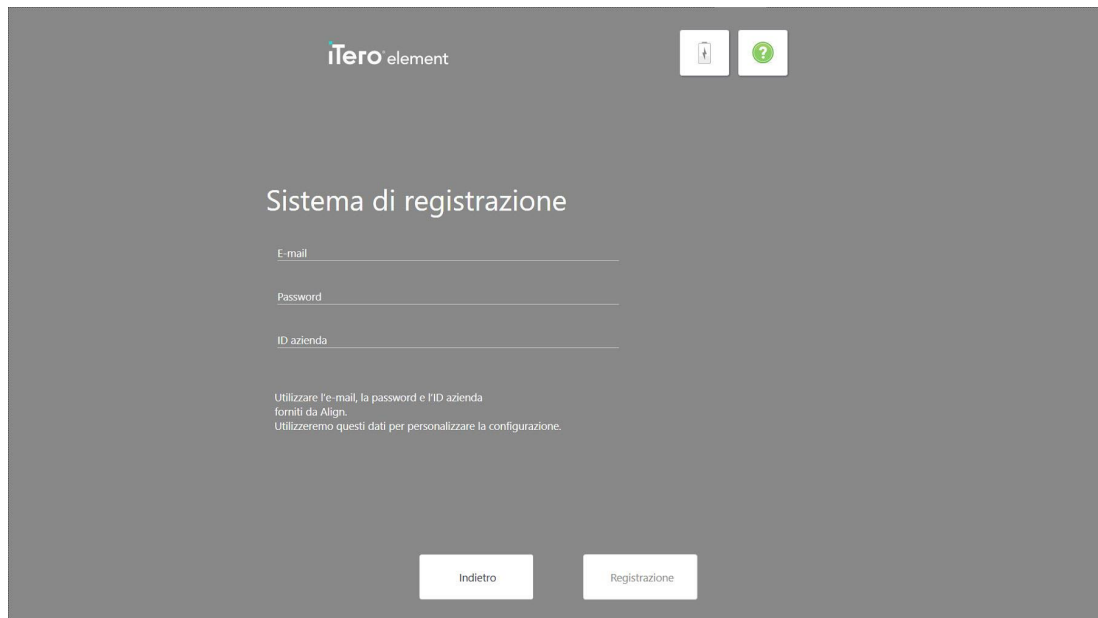 iTero element
Sistema di registrazione
E-mail
Password
ID azienda
Utilizzare l'e-mail, la password e l'ID azienda
forniti da Align.
Utilizzeremo questi dati per personalizzare la configurazione.
Indietro
Registrazione